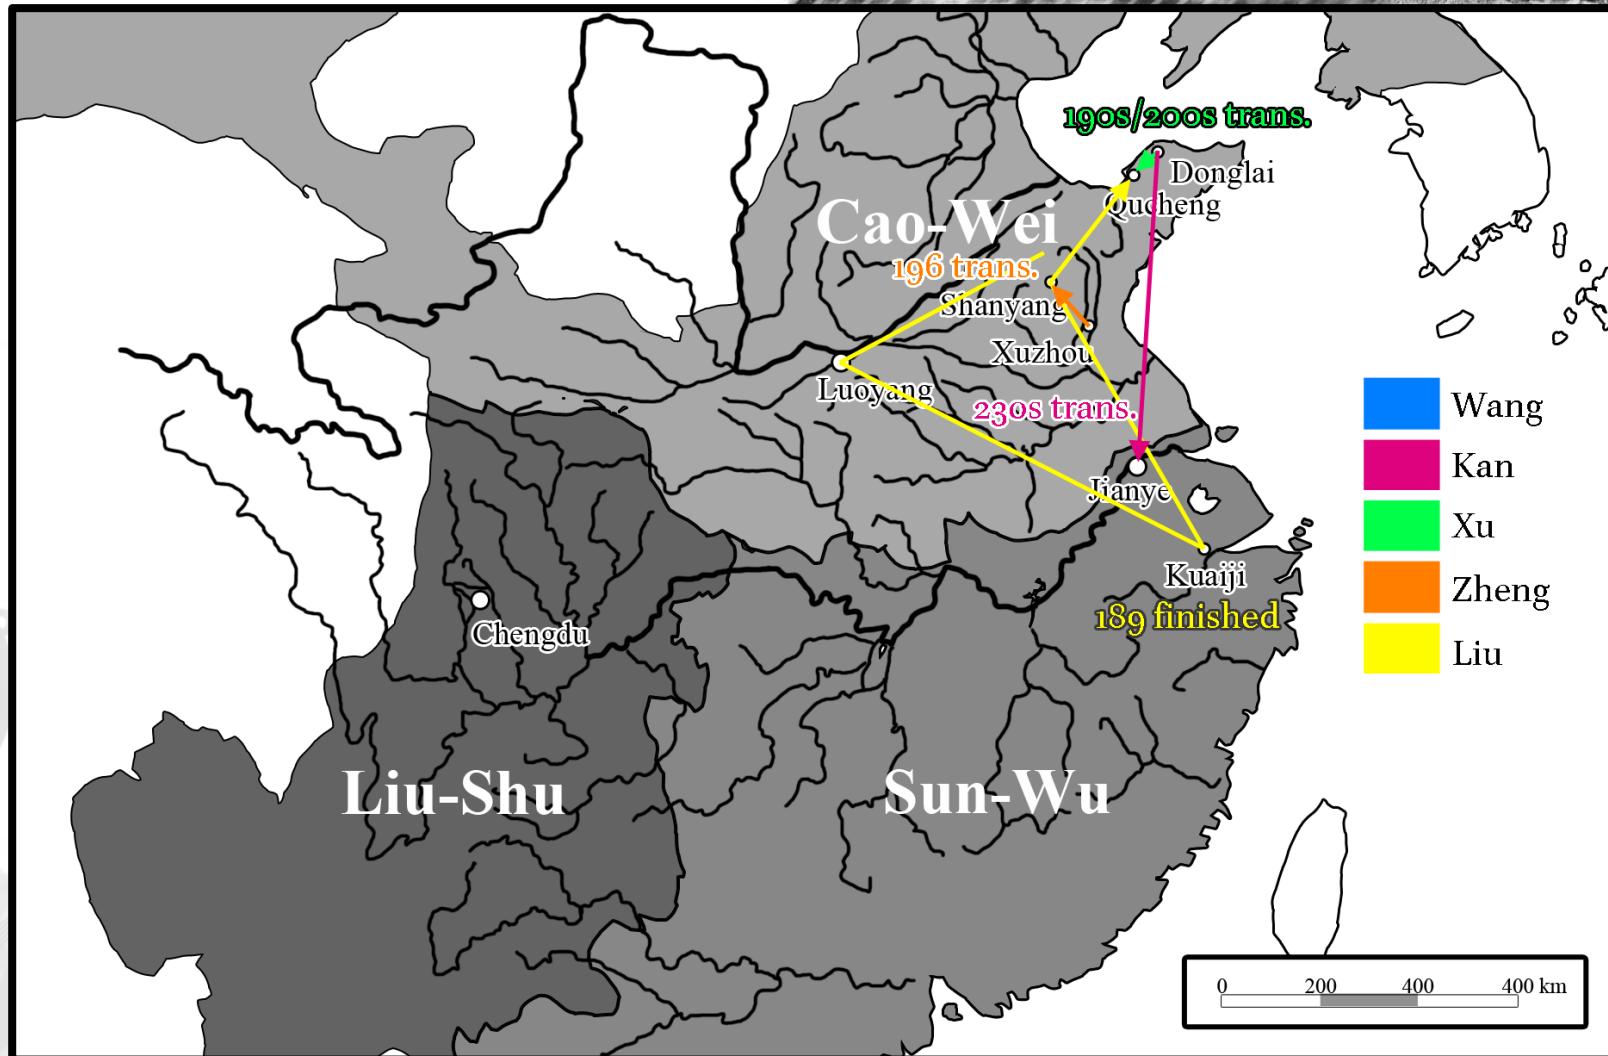 190s/200s trans.
Donglai
Qucheng
Cao-Wei
196 trans.
Shanyang
Xuzhou
Luoyang
230s trans.
Jianye
Kuaiji
189 finished
Chengdu
Liu-Shu
Sun-Wu
Wang
Kan
Xu
Zheng
Liu
0 200 400 400 km